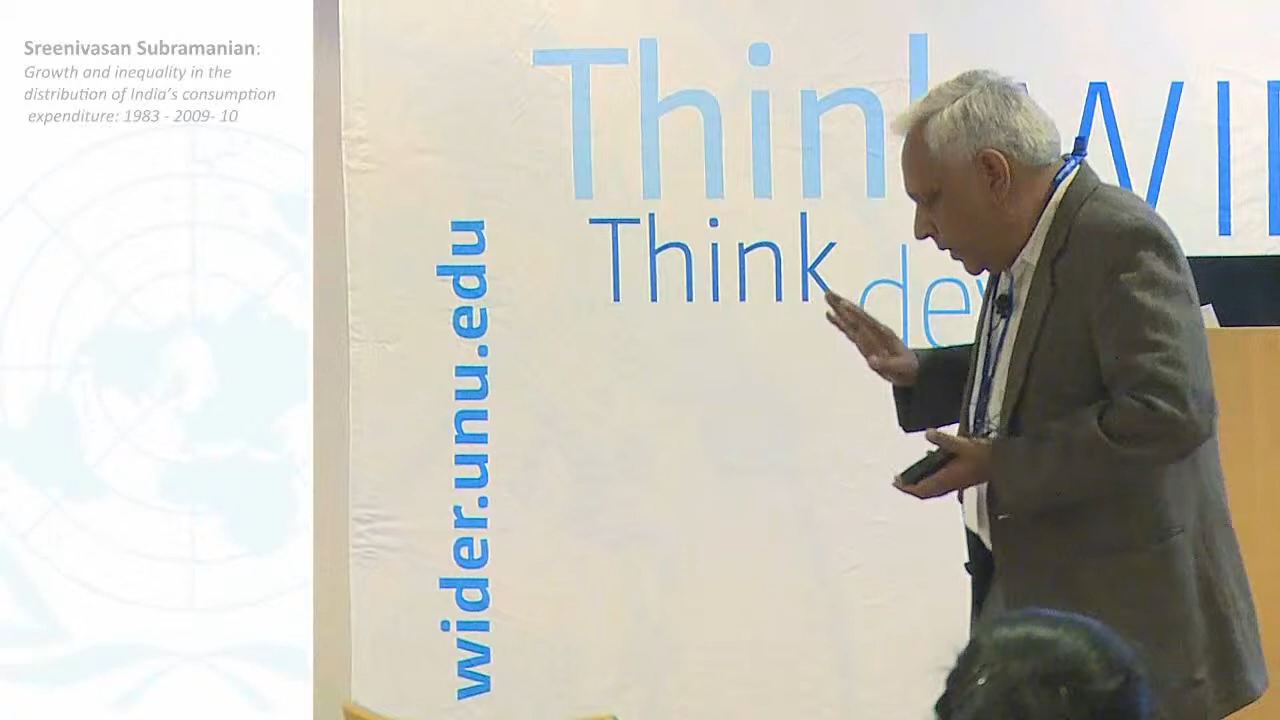 Sreenivasan Subramanian:
Growth and inequality in the
distribution of India's consumption
expenditure: 1983 - 2009- 10
Think
Think
wider.unu.edu